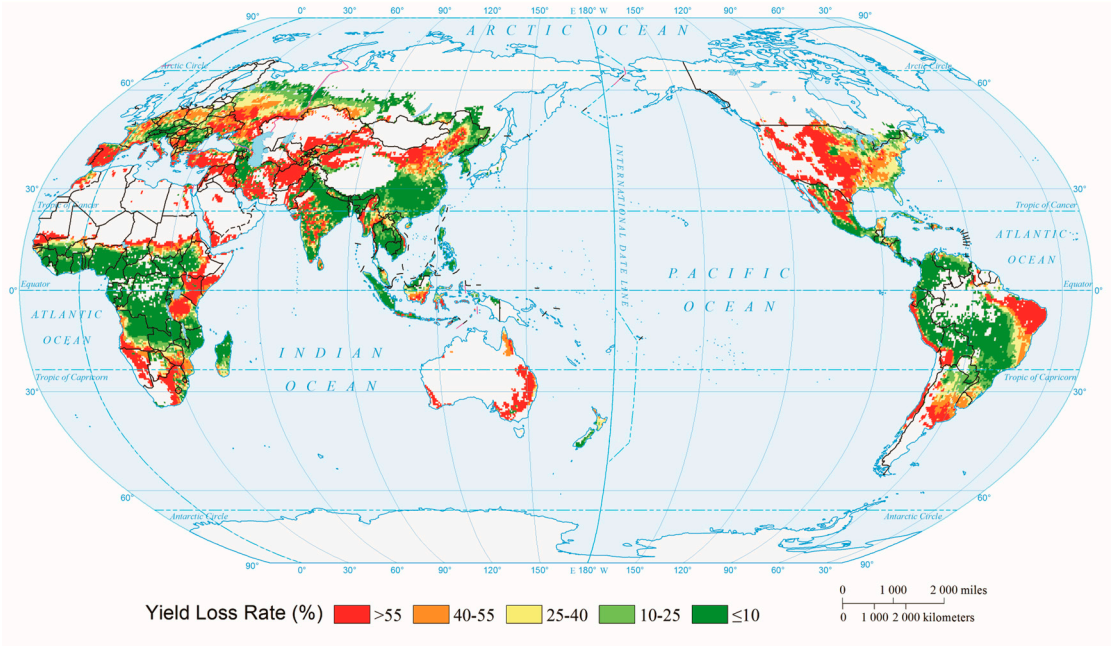 90° 0° 30° 60° 90° 120° 150° 180° 150° 120° 90° 60° 30° 0° 90°
E W
ARCTIC OCEAN
Arctic Circle Arctic Circle
60° 60°
30° 30°
Tropic of Cancer Tropic of Cancer
INTERNATIONAL DATE LINE
ATLANTIC
OCEAN
PACIFIC
OCEAN
Equator Equator
0° 0°
ATLANTIC
OCEAN
INDIAN
OCEAN
Tropic of Capricorn Tropic of Capricorn
30° 30°
60° 60°
Antarctic Circle Antarctic Circle
90° 0° 30° 60° 90° 120° 150° E 180° W 150° 120° 90° 60° 30° 0° 90°
0 1 000 2 000 miles
0 1 000 2 000 kilometers
Yield Loss Rate (%) >55 40-55 25-40 10-25 ≤10